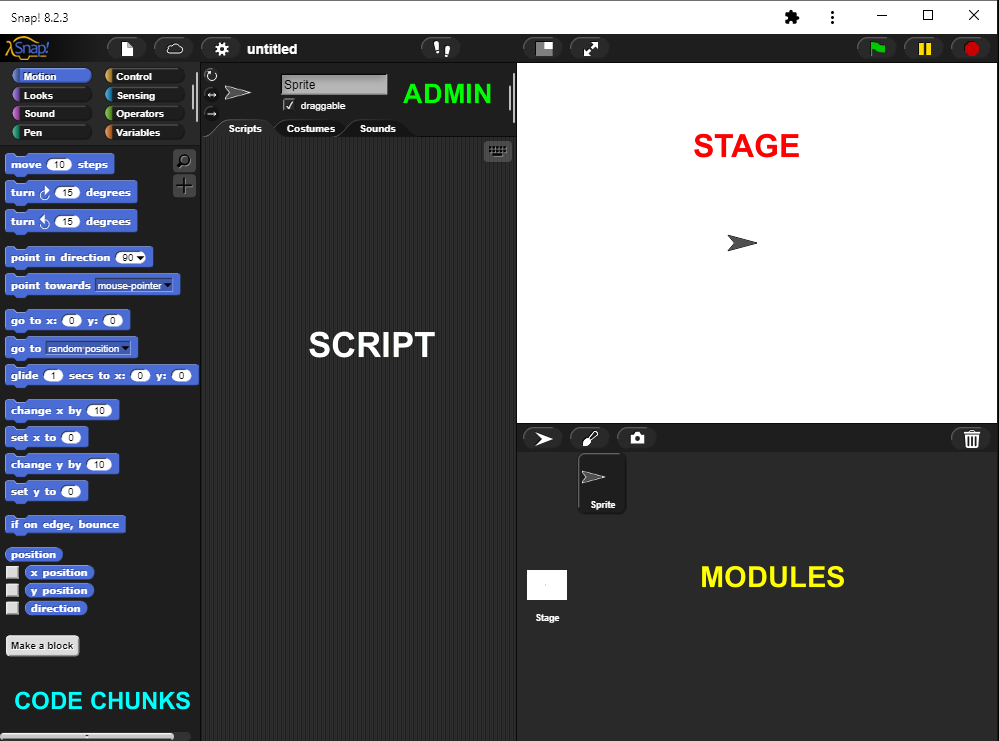 Snap! 8.2.3
Snap!
untitled
Motion
Control
Looks
Sensing
Sound
Operators
Pen
Variables
move 10 steps
turn 15 degrees
turn 15 degrees
point in direction 90
point towards mouse-pointer
go to x: 0 y: 0
go to random position
glide 1 secs to x: 0 y: 0
change x by 10
set x to 0
change y by 10
set y to 0
if on edge, bounce
position
x position
y position
direction
Make a block
CODE CHUNKS
Sprite
draggable
ADMIN
Scripts
Costumes
Sounds
SCRIPT
STAGE
Sprite
Stage
MODULES